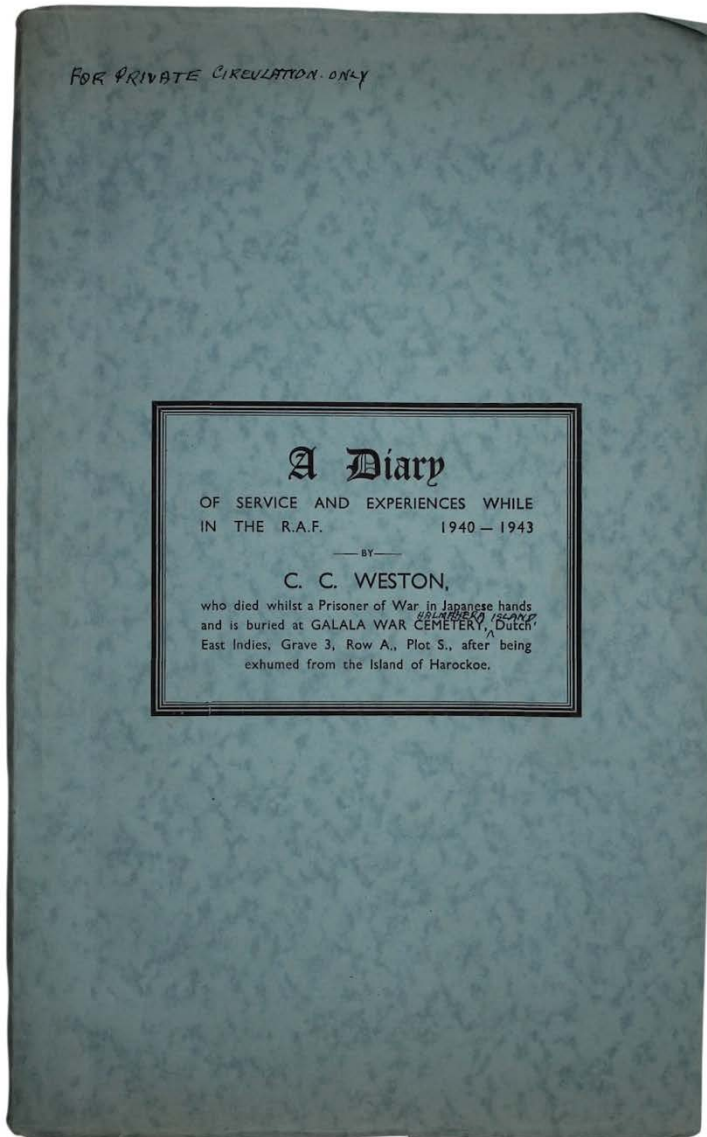 FOR PRIVATE CIRCULATION. ONLY
A Diary
OF SERVICE AND EXPERIENCES WHILE
IN THE R.A.F. 1940 — 1943
BY
C. C. WESTON,
who died whilst a Prisoner of War in Japanese hands
HALMAHERA ISLAND
and is buried at GALALA WAR CEMETERY, Dutch
East Indies, Grave 3, Row A., Plot S., after being
exhumed from the Island of Harockoe.